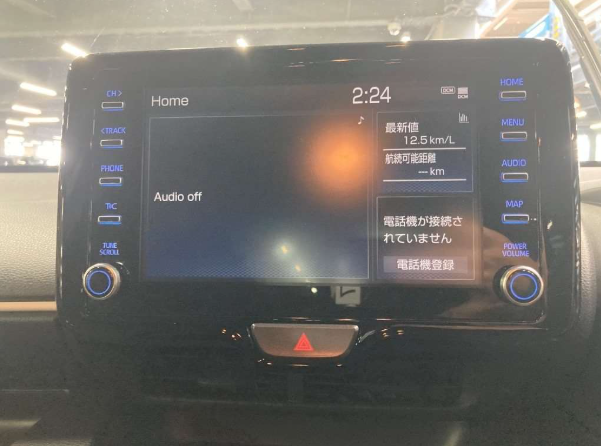 CH>
<TRACK
PHONE
T*C
TUNE
SCROLL
Home
2:24
DCM
DCM
Audio off
♪
最新値
12.5 km/L
航続可能距離
--- km
電話機が接続さ
れていません
電話機登録
HOME
MENU
AUDIO
MAP
POWER
VOLUME